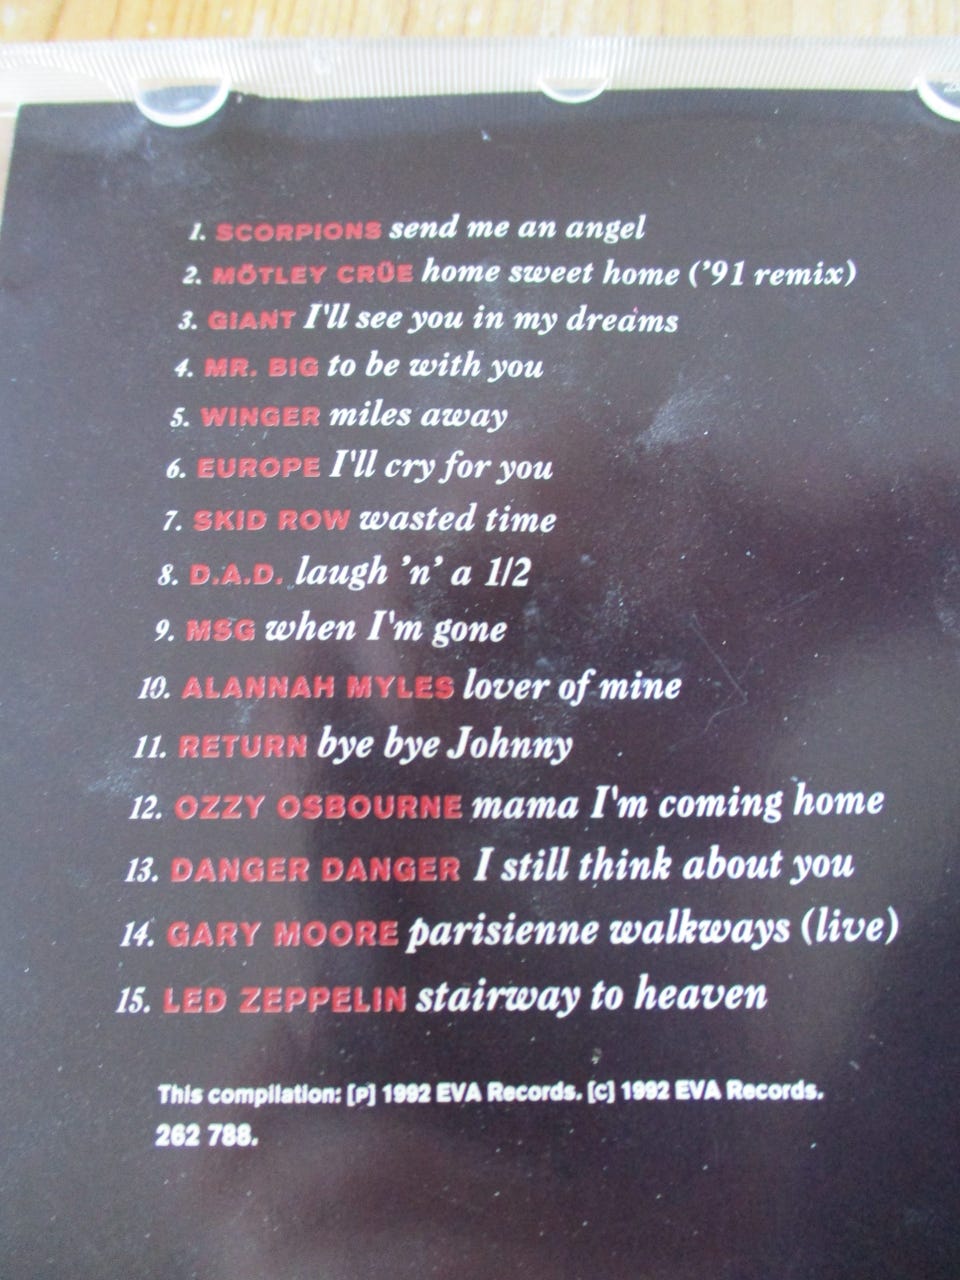 1. SCORPIONS send me an angel
2. MÖTLEY CRÜE home sweet home ('91 remix)
3. GIANT I'll see you in my dreams
4. MR. BIG to be with you
5. WINGER miles away
6. EUROPE I'll cry for you
7. SKID ROW wasted time
8. D.A.D. laugh 'n' a 1/2
9. MSG when I'm gone
10. ALANNAH MYLES lover of mine
11. RETURN bye bye Johnny
12. OZZY OSBOURNE mama I'm coming home
13. DANGER DANGER I still think about you
14. GARY MOORE parisienne walkways (live)
15. LED ZEPPELIN stairway to heaven
This compilation: [P] 1992 EVA Records. [C] 1992 EVA Records.
262 788.